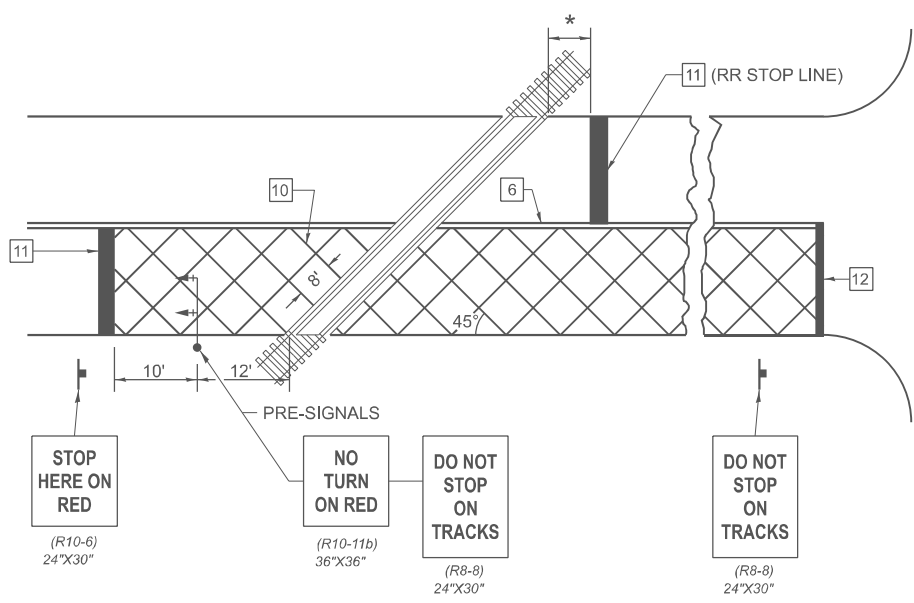 *
11 (RR STOP LINE)
10
6
11
8'
12
45°
10'
12'
PRE-SIGNALS
STOP
HERE ON
RED
(R10-6)
24"X30"
NO
TURN
ON RED
(R10-11b)
36"X36"
DO NOT
STOP
ON
TRACKS
(R8-8)
24"X30"
DO NOT
STOP
ON
TRACKS
(R8-8)
24"X30"